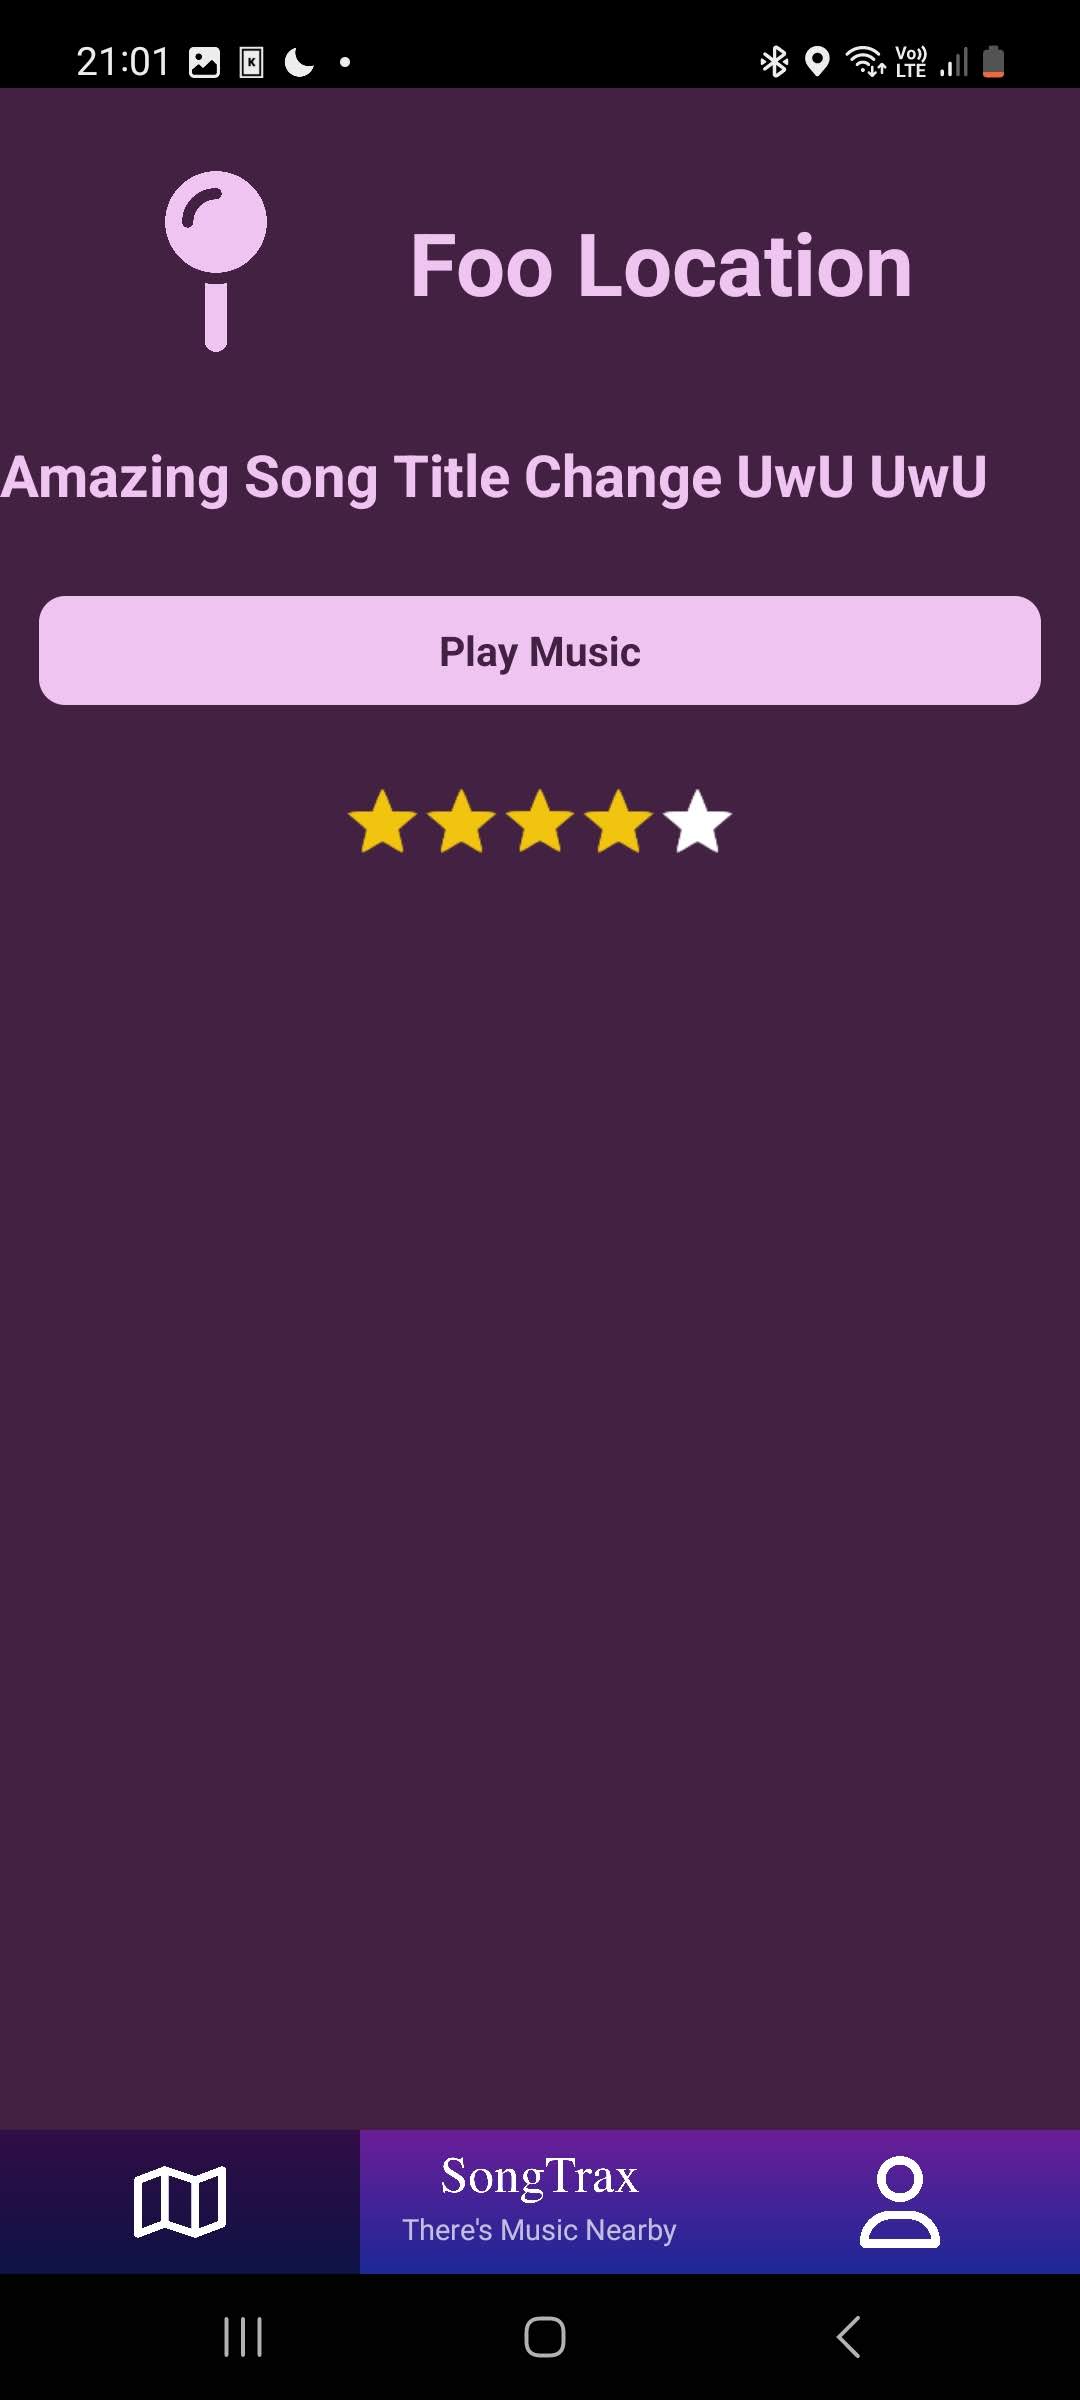 21:01
K
Vo)) LTE
Foo Location
Amazing Song Title Change UwU UwU
Play Music
SongTrax
There's Music Nearby